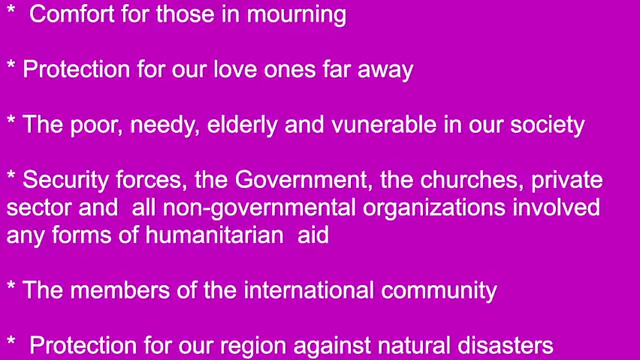 * Comfort for those in mourning
* Protection for our love ones far away
* The poor, needy, elderly and vunerable in our society
* Security forces, the Government, the churches, private
sector and all non-governmental organizations involved
any forms of humanitarian aid
* The members of the international community
* Protection for our region against natural disasters